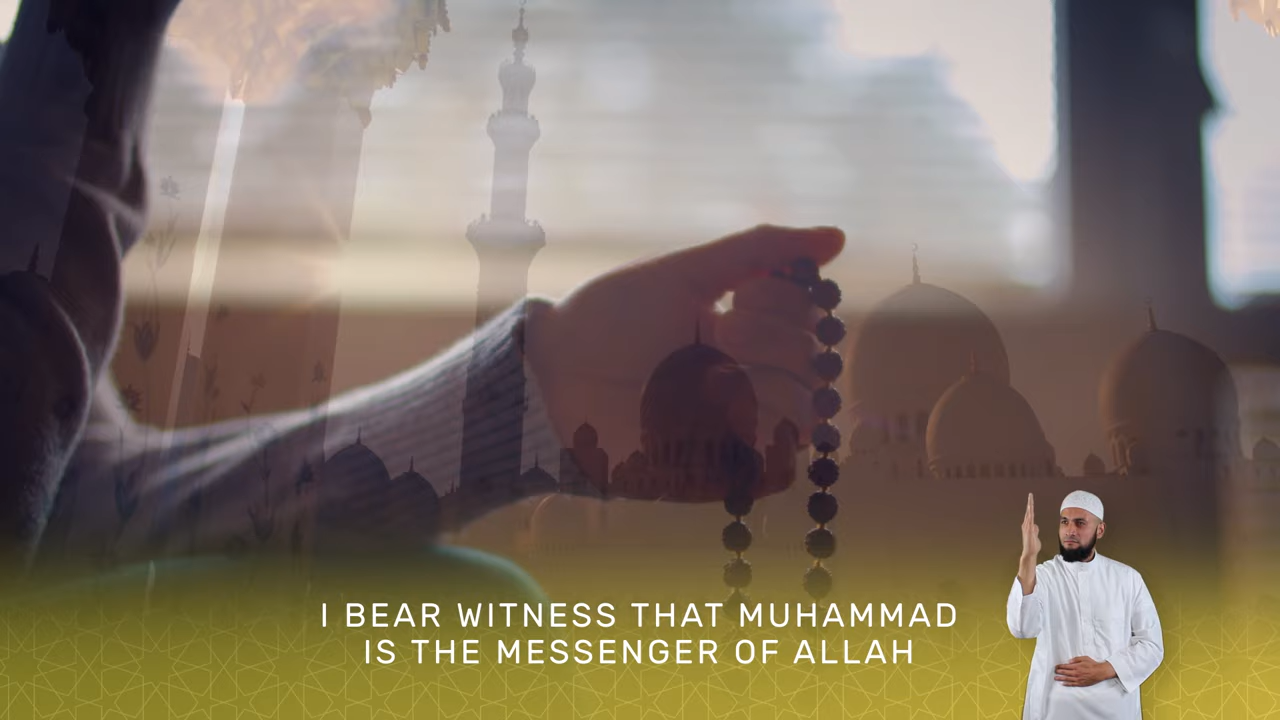 I BEAR WITNESS THAT MUHAMMAD
IS THE MESSENGER OF ALLAH